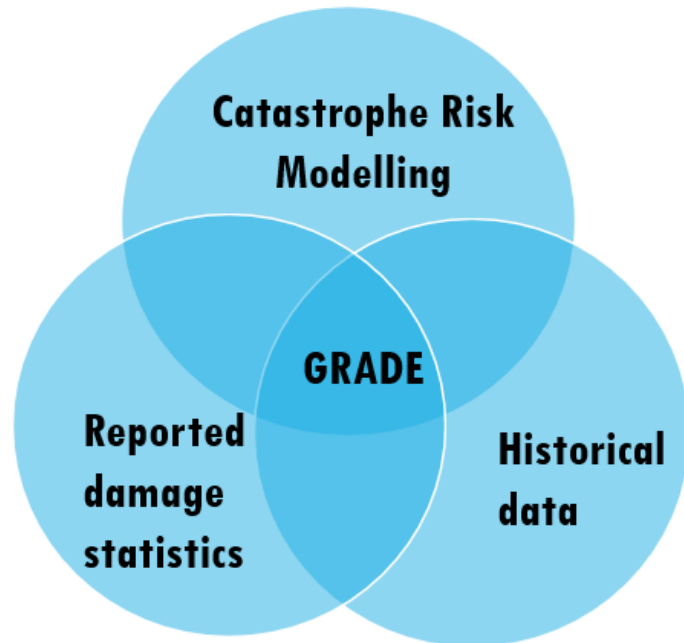 Catastrophe Risk
Modelling
GRADE
Reported
damage
statistics
Historical
data